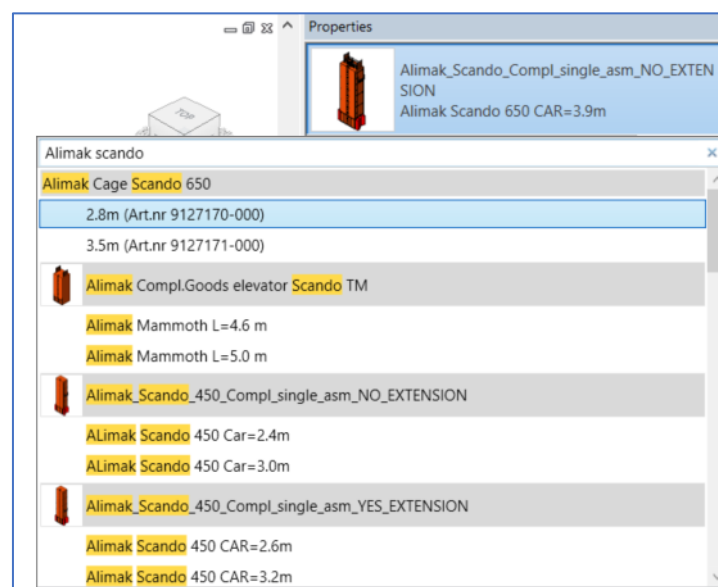 Properties
TOP
Alimak_Scando_Compl_single_asm_NO_EXTEN
SION
Alimak Scando 650 CAR=3.9m
Alimak scando
Alimak Cage Scando 650
2.8m (Art.nr 9127170-000)
3.5m (Art.nr 9127171-000)
Alimak Compl.Goods elevator Scando TM
Alimak Mammoth L=4.6 m
Alimak Mammoth L=5.0 m
Alimak_Scando_450_Compl_single_asm_NO_EXTENSION
ALimak Scando 450 Car=2.4m
ALimak Scando 450 Car=3.0m
Alimak_Scando_450_Compl_single_asm_YES_EXTENSION
Alimak Scando 450 CAR=2.6m
Alimak Scando 450 CAR=3.2m